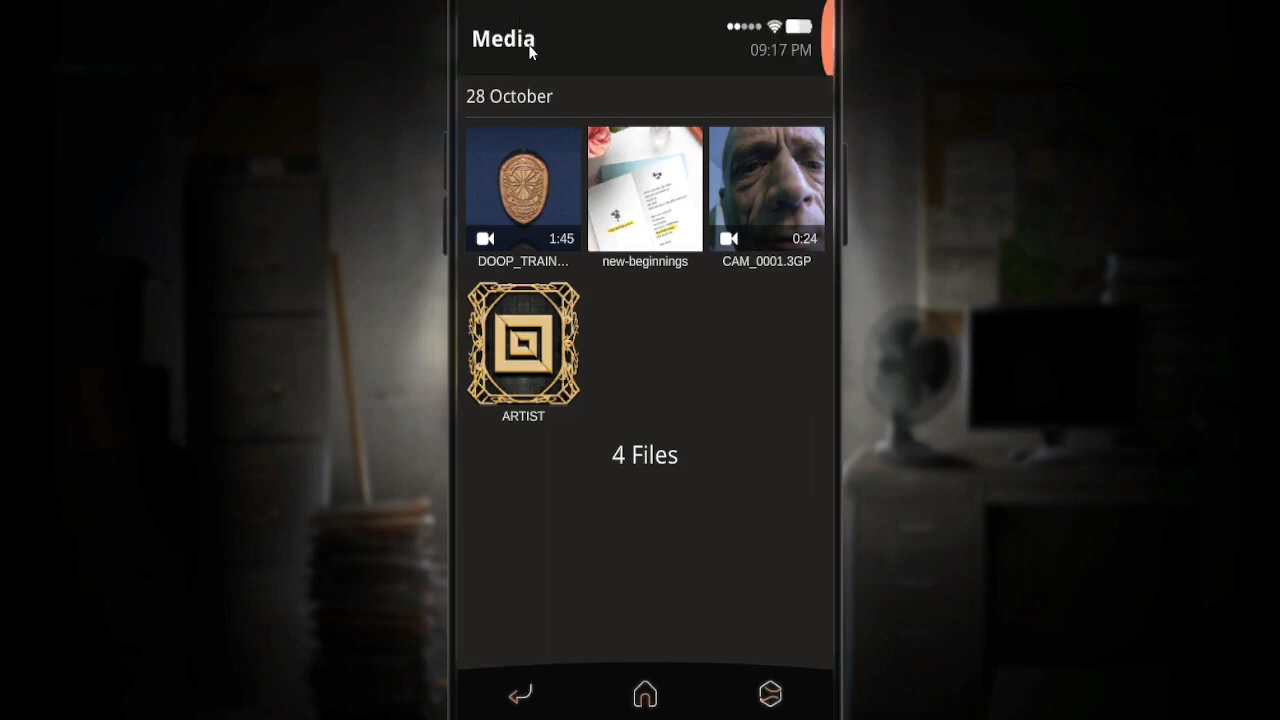 Media
09:17 PM
28 October
1:45
0:24
DOOP_TRAIN...
new-beginnings
CAM_0001.3GP
ARTIST
4 Files